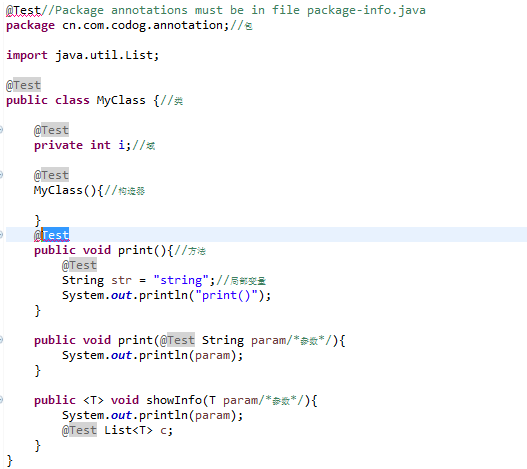 @Test//Package annotations must be in file package-info.java
package cn.com.codog.annotation;//包
import java.util.List;
@Test
public class MyClass {//类
@Test
private int i;//域
@Test
MyClass(){//构造器
}
@Test
public void print(){//方法
@Test
String str = "string";//局部变量
System.out.println("print()");
}
public void print(@Test String param/*参数*/){
System.out.println(param);
}
public <T> void showInfo(T param/*参数*/){
System.out.println(param);
@Test List<T> c;
}
}